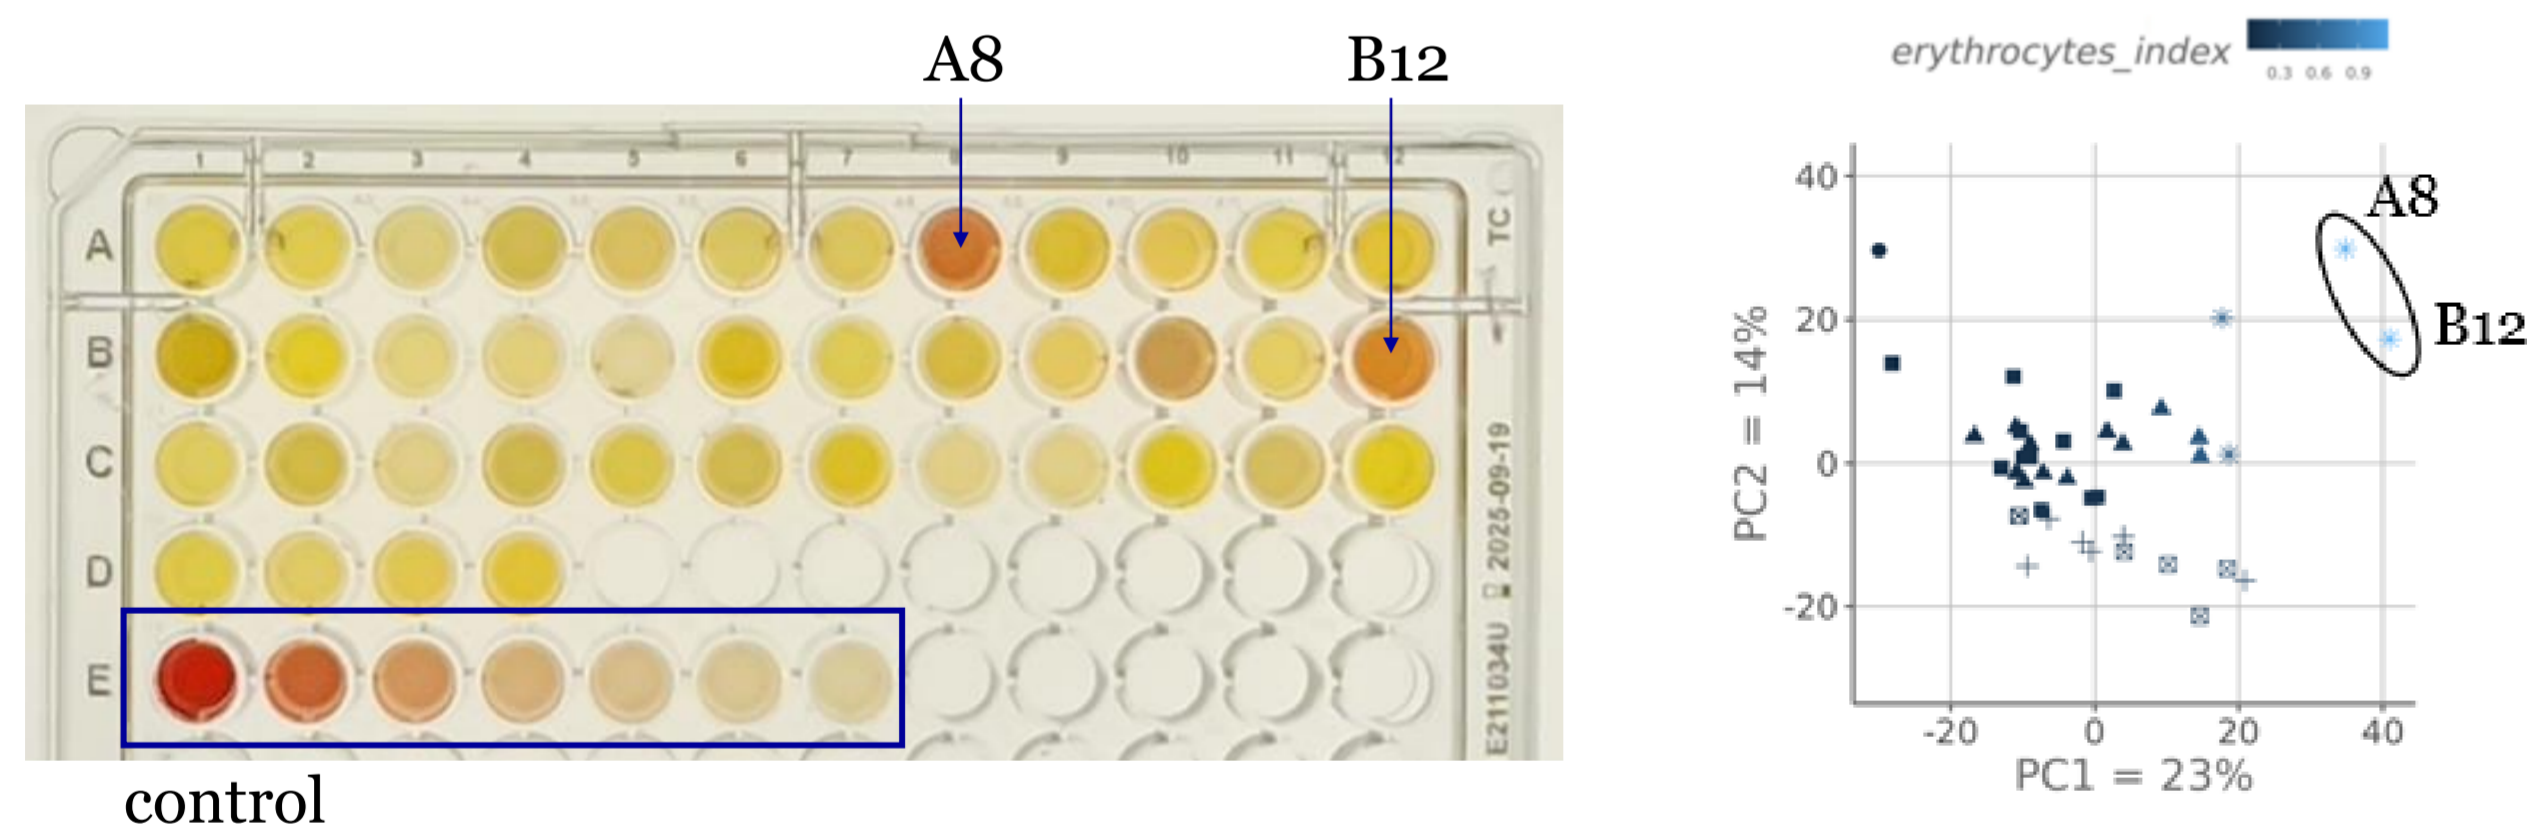 A8
B12
1 2 3 4 5 6 7 8 9 10 11 12
A
B
C
D
E
TC
2025-09-19
E211034U
control
erythrocytes_index
0.3 0.6 0.9
A8
B12
40
20
0
-20
PC2 = 14%
-20 0 20 40
PC1 = 23%